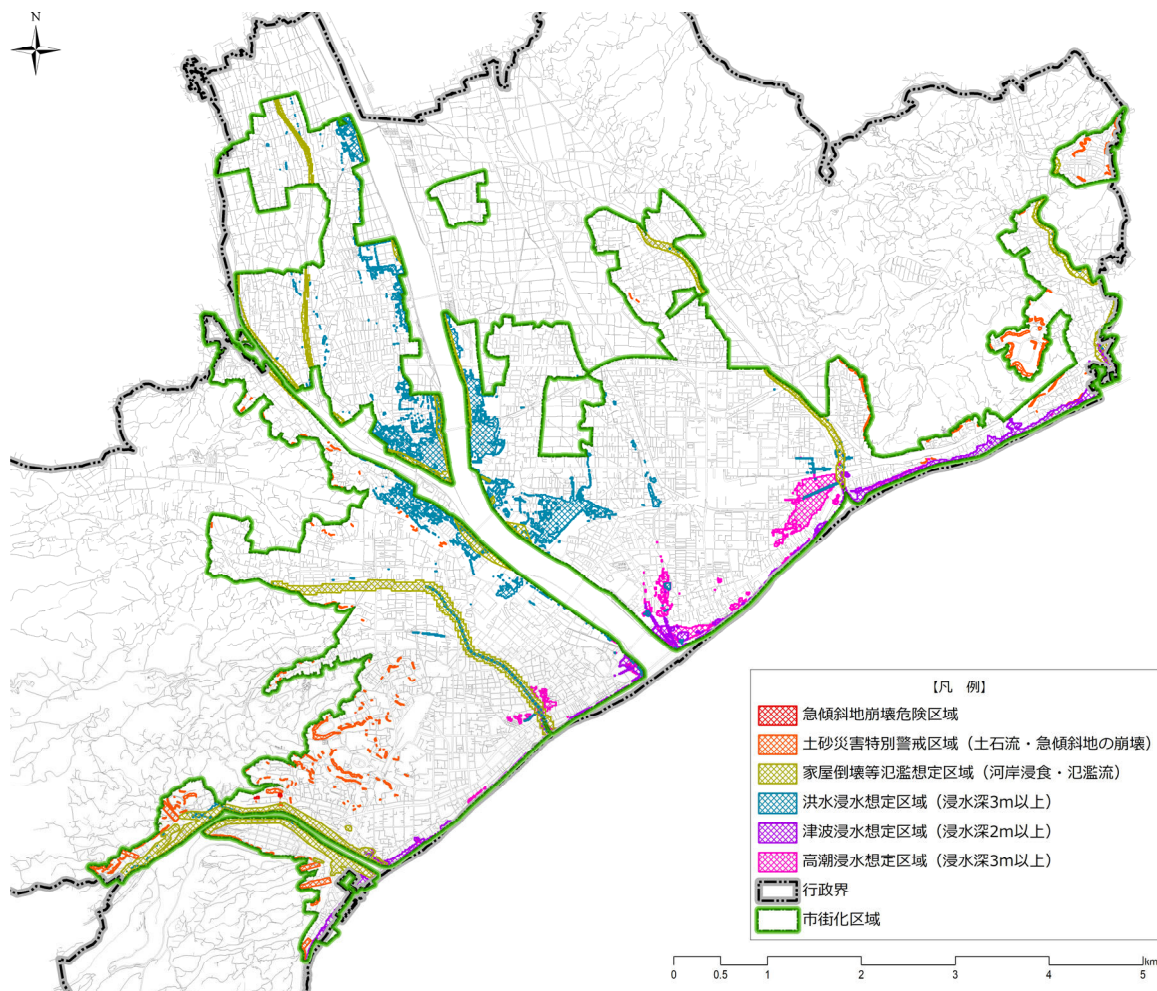 N
【凡 例】
急傾斜地崩壊危険区域
土砂災害特別警戒区域（土石流・急傾斜地の崩壊）
家屋倒壊等氾濫想定区域（河岸浸食・氾濫流）
洪水浸水想定区域（浸水深3m以上）
津波浸水想定区域（浸水深2m以上）
高潮浸水想定区域（浸水深3m以上）
行政界
市街化区域
km
0 0.5 1 2 3 4 5